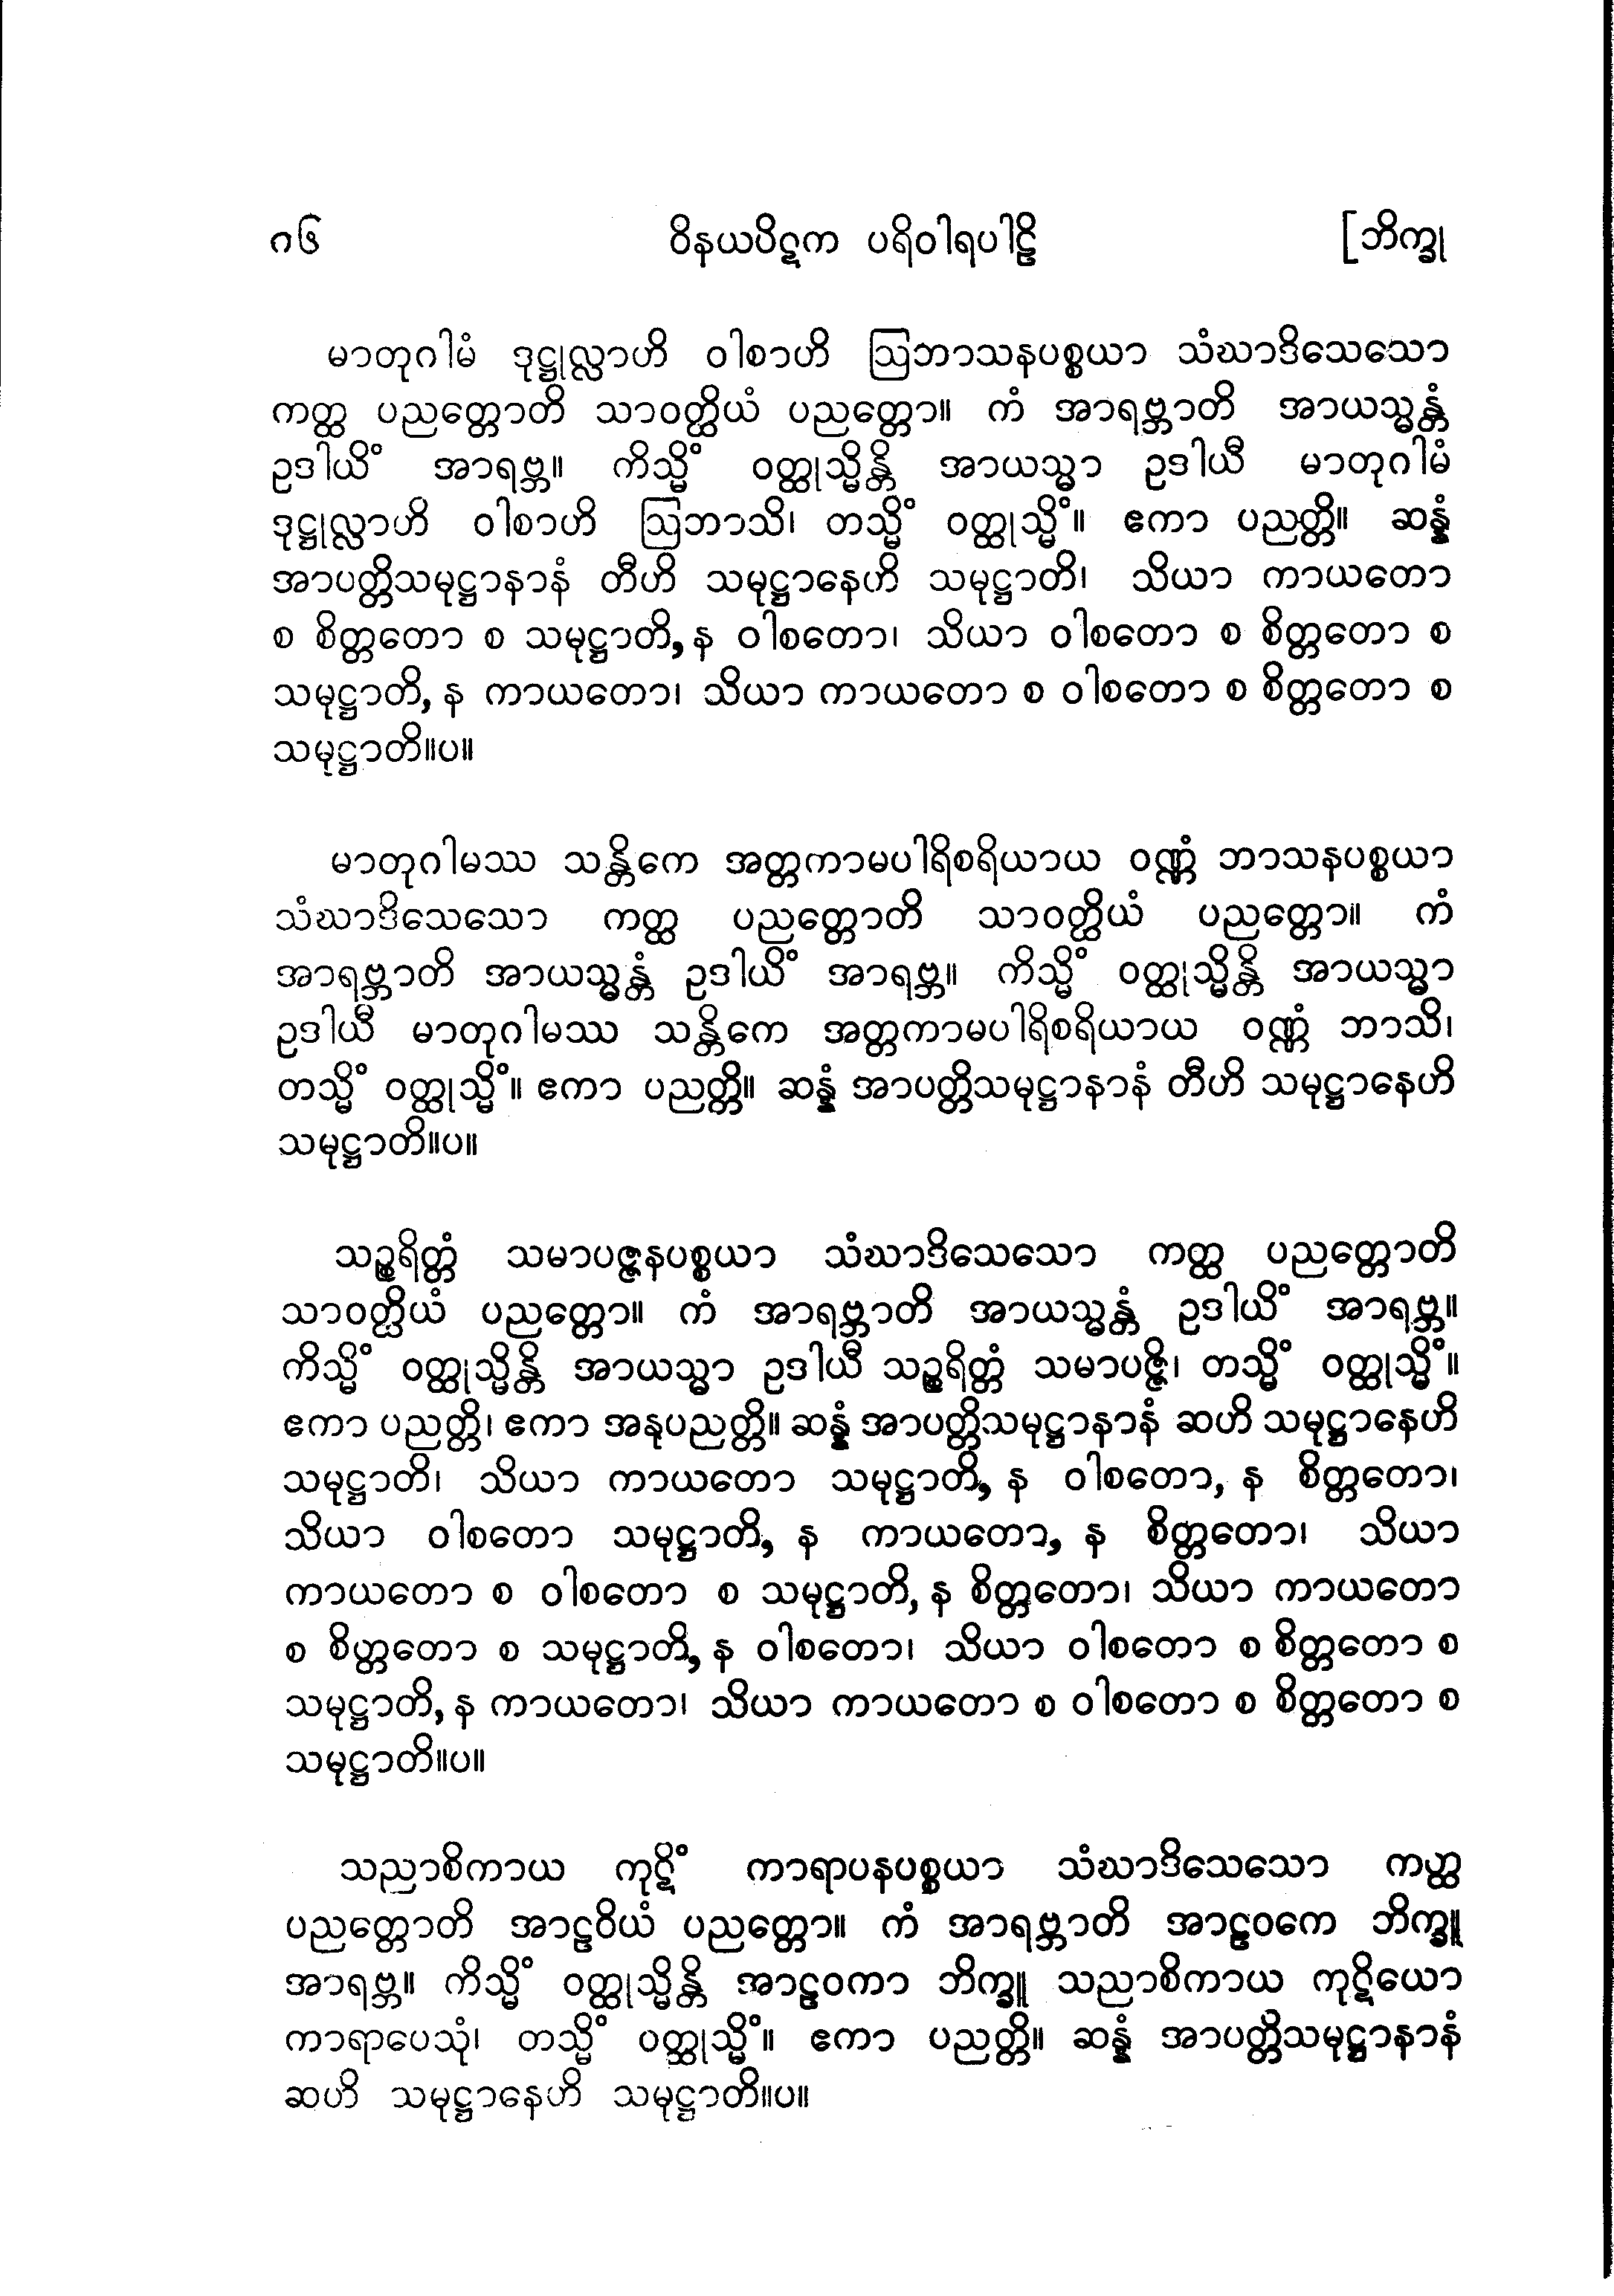 ၈၆ ဝိနယပိဋက ပရိဝါရပါဠိ [ဘိက္ခု
မာတုဂါမံ ဒုဋ္ဌုလ္လာဟိ ဝါစာဟိ ဩဘာသနပစ္စယာ သံဃာဒိသေသော
ကတ္ထ ပညတ္တောတိ သာဝတ္ထိယံ ပညတ္တော။ ကံ အာရဗ္ဘာတိ အာယသ္မန္တံ
ဥဒါယိံ အာရဗ္ဘ။ ကိသ္မိံ ဝတ္ထုသ္မိန္တိ အာယသ္မာ ဥဒါယီ မာတုဂါမံ
ဒုဋ္ဌုလ္လာဟိ ဝါစာဟိ ဩဘာသိ၊ တသ္မိံ ဝတ္ထုသ္မိံ။ ဧကာ ပညတ္တိ။ ဆန္နံ
အာပတ္တိသမုဋ္ဌာနာနံ တီဟိ သမုဋ္ဌာနေဟိ သမုဋ္ဌာတိ၊ သိယာ ကာယတော
စ စိတ္တတော စ သမုဋ္ဌာတိ, န ဝါစတော၊ သိယာ ဝါစတော စ စိတ္တတော စ
သမုဋ္ဌာတိ, န ကာယတော၊ သိယာ ကာယတော စ ဝါစတော စ စိတ္တတော စ
သမုဋ္ဌာတိ။ပ။
မာတုဂါမဿ သန္တိကေ အတ္တကာမပါရိစရိယာယ ဝဏ္ဏံ ဘာသနပစ္စယာ
သံဃာဒိသေသော ကတ္ထ ပညတ္တောတိ သာဝတ္ထိယံ ပညတ္တော။ ကံ
အာရဗ္ဘာတိ အာယသ္မန္တံ ဥဒါယိံ အာရဗ္ဘ။ ကိသ္မိံ ဝတ္ထုသ္မိန္တိ အာယသ္မာ
ဥဒါယီ မာတုဂါမဿ သန္တိကေ အတ္တကာမပါရိစရိယာယ ဝဏ္ဏံ ဘာသိ၊
တသ္မိံ ဝတ္ထုသ္မိံ။ ဧကာ ပညတ္တိ။ ဆန္နံ အာပတ္တိသမုဋ္ဌာနာနံ တီဟိ သမုဋ္ဌာနေဟိ
သမုဋ္ဌာတိ။ပ။
သဉ္စရိတ္တံ သမာပဇ္ဇနပစ္စယာ သံဃာဒိသေသော ကတ္ထ ပညတ္တောတိ
သာဝတ္ထိယံ ပညတ္တော။ ကံ အာရဗ္ဘာတိ အာယသ္မန္တံ ဥဒါယိံ အာရဗ္ဘ။
ကိသ္မိံ ဝတ္ထုသ္မိန္တိ အာယသ္မာ ဥဒါယီ သဉ္စရိတ္တံ သမာပဇ္ဇိ၊ တသ္မိံ ဝတ္ထုသ္မိံ။
ဧကာ ပညတ္တိ၊ ဧကာ အနုပညတ္တိ။ ဆန္နံ အာပတ္တိသမုဋ္ဌာနာနံ ဆဟိ သမုဋ္ဌာနေဟိ
သမုဋ္ဌာတိ၊ သိယာ ကာယတော သမုဋ္ဌာတိ, န ဝါစတော, န စိတ္တတော၊
သိယာ ဝါစတော သမုဋ္ဌာတိ, န ကာယတော, န စိတ္တတော၊ သိယာ
ကာယတော စ ဝါစတော စ သမုဋ္ဌာတိ, န စိတ္တတော၊ သိယာ ကာယတော
စ စိတ္တတော စ သမုဋ္ဌာတိ, န ဝါစတော၊ သိယာ ဝါစတော စ စိတ္တတော စ
သမုဋ္ဌာတိ, န ကာယတော၊ သိယာ ကာယတော စ ဝါစတော စ စိတ္တတော စ
သမုဋ္ဌာတိ။ပ။
သညာစိကာယ ကုဋိံ ကာရာပနပစ္စယာ သံဃာဒိသေသော ကတ္ထ
ပညတ္တောတိ အာဠဝိယံ ပညတ္တော။ ကံ အာရဗ္ဘာတိ အာဠဝကေ ဘိက္ခူ
အာရဗ္ဘ။ ကိသ္မိံ ဝတ္ထုသ္မိန္တိ အာဠဝကာ ဘိက္ခူ သညာစိကာယ ကုဋိယော
ကာရာပေသုံ၊ တသ္မိံ ဝတ္ထုသ္မိံ။ ဧကာ ပညတ္တိ။ ဆန္နံ အာပတ္တိသမုဋ္ဌာနာနံ
ဆဟိ သမုဋ္ဌာနေဟိ သမုဋ္ဌာတိ။ပ။